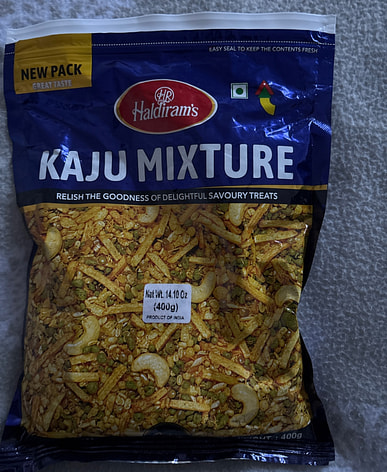 EASY SEAL TO KEEP THE CONTENTS FRESH
NEW PACK
GREAT TASTE
HR
Haldiram's
KAJU MIXTURE
RELISH THE GOODNESS OF DELIGHTFUL SAVOURY TREATS
Net Wt. 14.10 Oz
(400g)
PRODUCT OF INDIA
400g